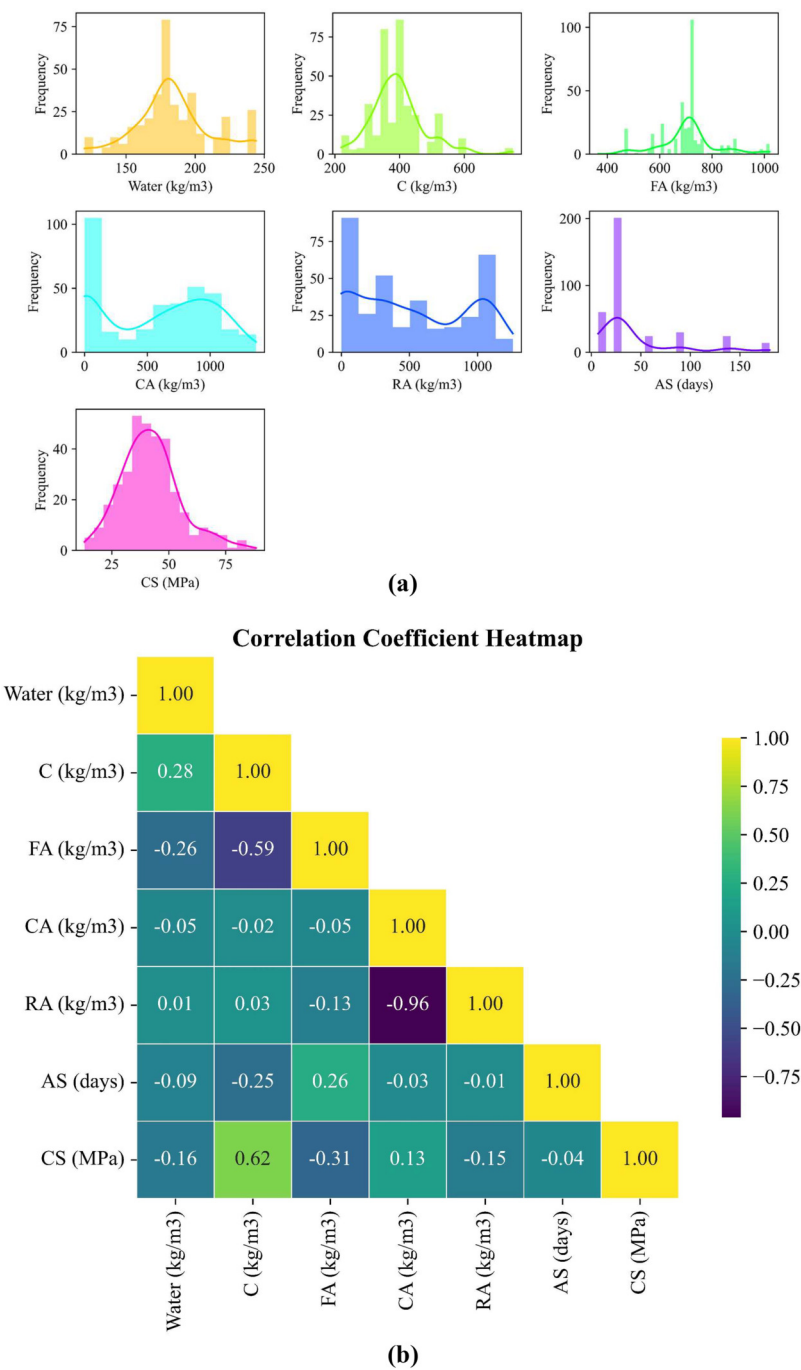 Frequency
75
50
25
0
150
200
250
Water (kg/m3)
Frequency
75
50
25
0
200
400
600
C (kg/m3)
Frequency
100
50
0
400
600
800
1000
FA (kg/m3)
Frequency
100
50
0
0
500
1000
CA (kg/m3)
Frequency
75
50
25
0
0
500
1000
RA (kg/m3)
Frequency
200
100
0
0
50
100
150
AS (days)
Frequency
40
20
0
25
50
75
CS (MPa)
(a)
Correlation Coefficient Heatmap
Water (kg/m3) 1.00
C (kg/m3) 0.28 1.00
FA (kg/m3) -0.26 -0.59 1.00
CA (kg/m3) -0.05 -0.02 -0.05 1.00
RA (kg/m3) 0.01 0.03 -0.13 -0.96 1.00
AS (days) -0.09 -0.25 0.26 -0.03 -0.01 1.00
CS (MPa) -0.16 0.62 -0.31 0.13 -0.15 -0.04 1.00
Water (kg/m3)
C (kg/m3)
FA (kg/m3)
CA (kg/m3)
RA (kg/m3)
AS (days)
CS (MPa)
1.00
0.75
0.50
0.25
0.00
−0.25
−0.50
−0.75
(b)